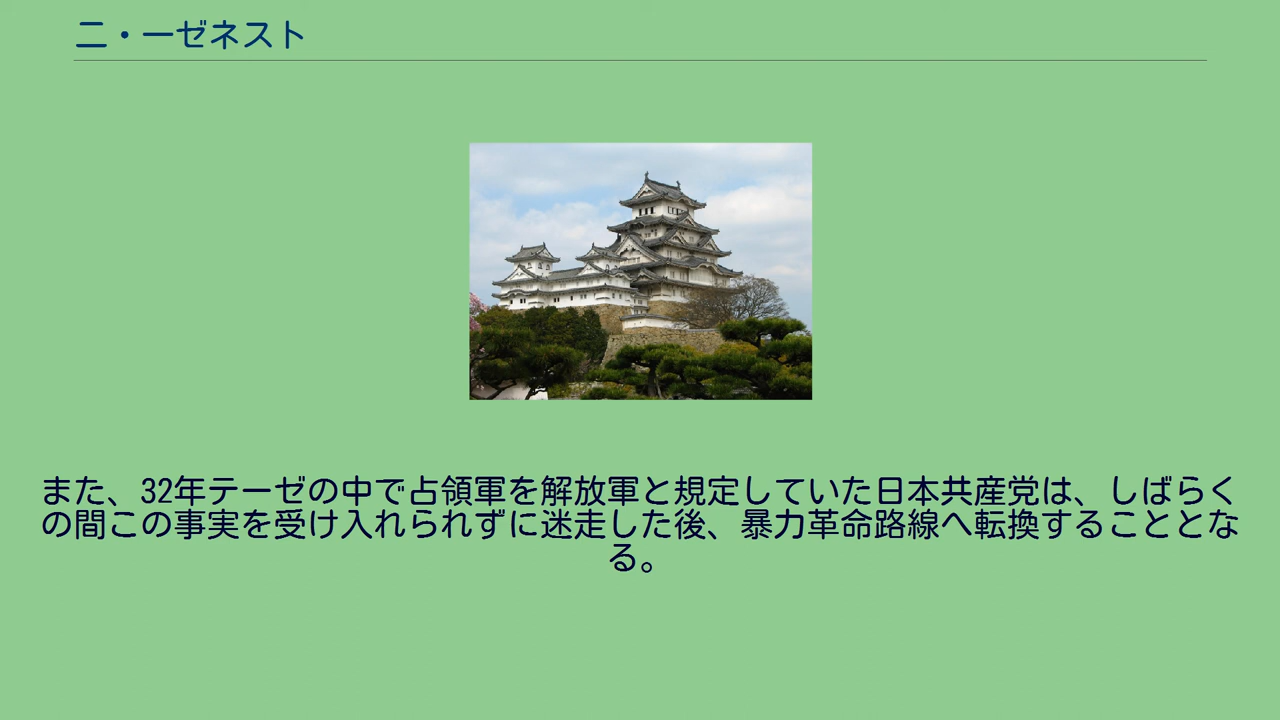 二・一ゼネスト
また、32年テーゼの中で占領軍を解放軍と規定していた日本共産党は、しばらく
の間この事実を受け入れられずに迷走した後、暴力革命路線へ転換することとな
る。